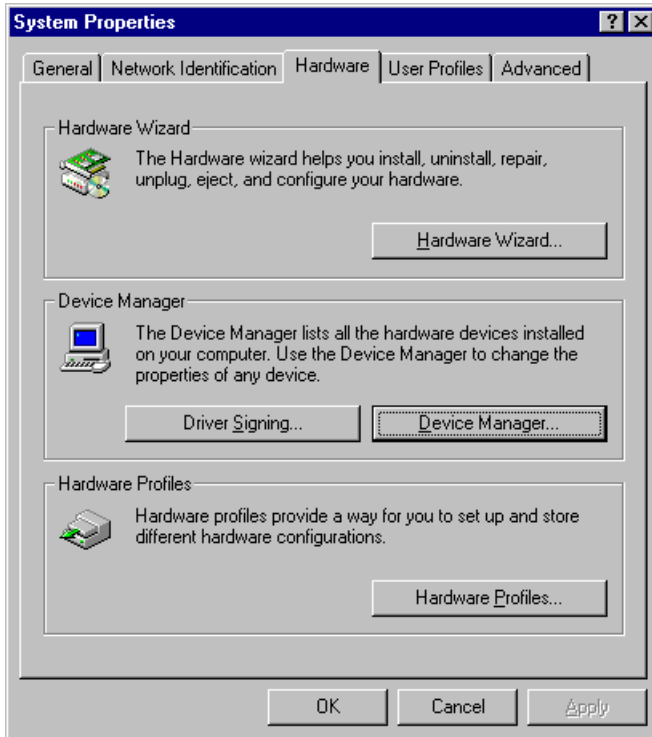 System Properties
General
Network Identification
Hardware
User Profiles
Advanced
Hardware Wizard
The Hardware wizard helps you install, uninstall, repair,
unplug, eject, and configure your hardware.
Hardware Wizard...
Device Manager
The Device Manager lists all the hardware devices installed
on your computer. Use the Device Manager to change the
properties of any device.
Driver Signing...
Device Manager...
Hardware Profiles
Hardware profiles provide a way for you to set up and store
different hardware configurations.
Hardware Profiles...
OK
Cancel
Apply